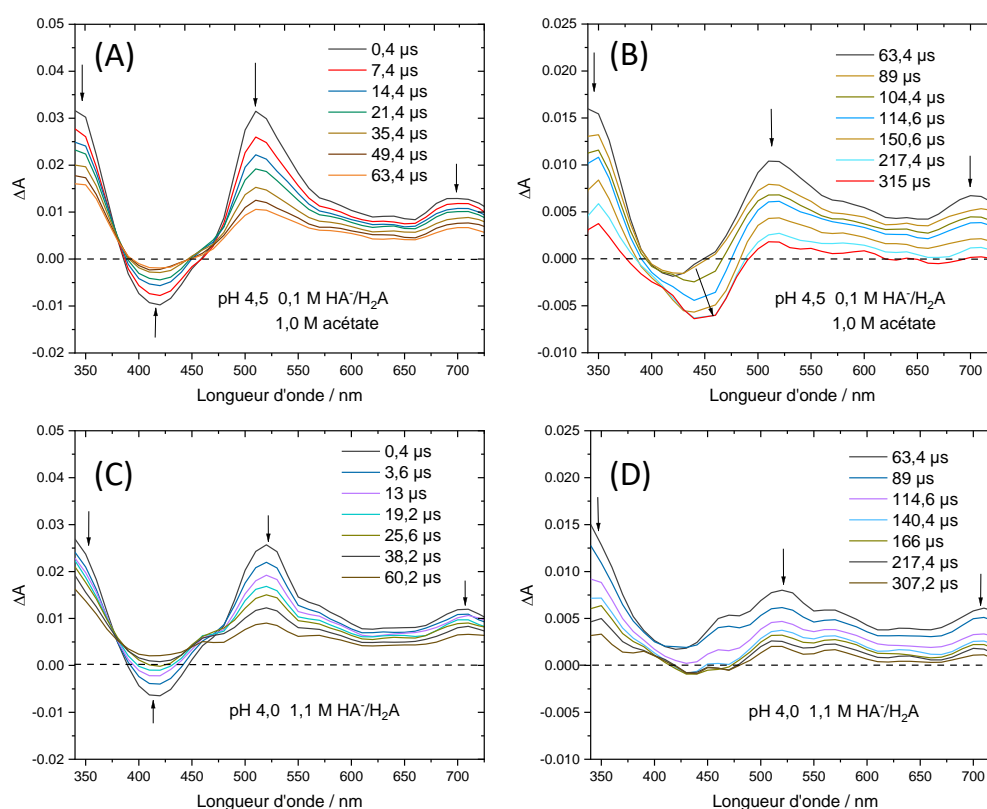 (A)
0,4 µs
7,4 µs
14,4 µs
21,4 µs
35,4 µs
49,4 µs
63,4 µs
0.05
0.04
0.03
0.02
0.01
0.00
-0.01
-0.02
ΔA
pH 4,5 0,1 M HA⁻/H₂A
1,0 M acétate
350 400 450 500 550 600 650 700
Longueur d'onde / nm
(B)
63,4 µs
89 µs
104,4 µs
114,6 µs
150,6 µs
217,4 µs
315 µs
0.025
0.020
0.015
0.010
0.005
0.000
-0.005
-0.010
ΔA
pH 4,5 0,1 M HA⁻/H₂A
1,0 M acétate
350 400 450 500 550 600 650 700
Longueur d'onde / nm
(C)
0,4 µs
3,6 µs
13 µs
19,2 µs
25,6 µs
38,2 µs
60,2 µs
0.05
0.04
0.03
0.02
0.01
0.00
-0.01
-0.02
ΔA
pH 4,0 1,1 M HA⁻/H₂A
350 400 450 500 550 600 650 700
Longueur d'onde / nm
(D)
63,4 µs
89 µs
114,6 µs
140,4 µs
166 µs
217,4 µs
307,2 µs
0.025
0.020
0.015
0.010
0.005
0.000
-0.005
-0.010
ΔA
pH 4,0 1,1 M HA⁻/H₂A
350 400 450 500 550 600 650 700
Longueur d'onde / nm